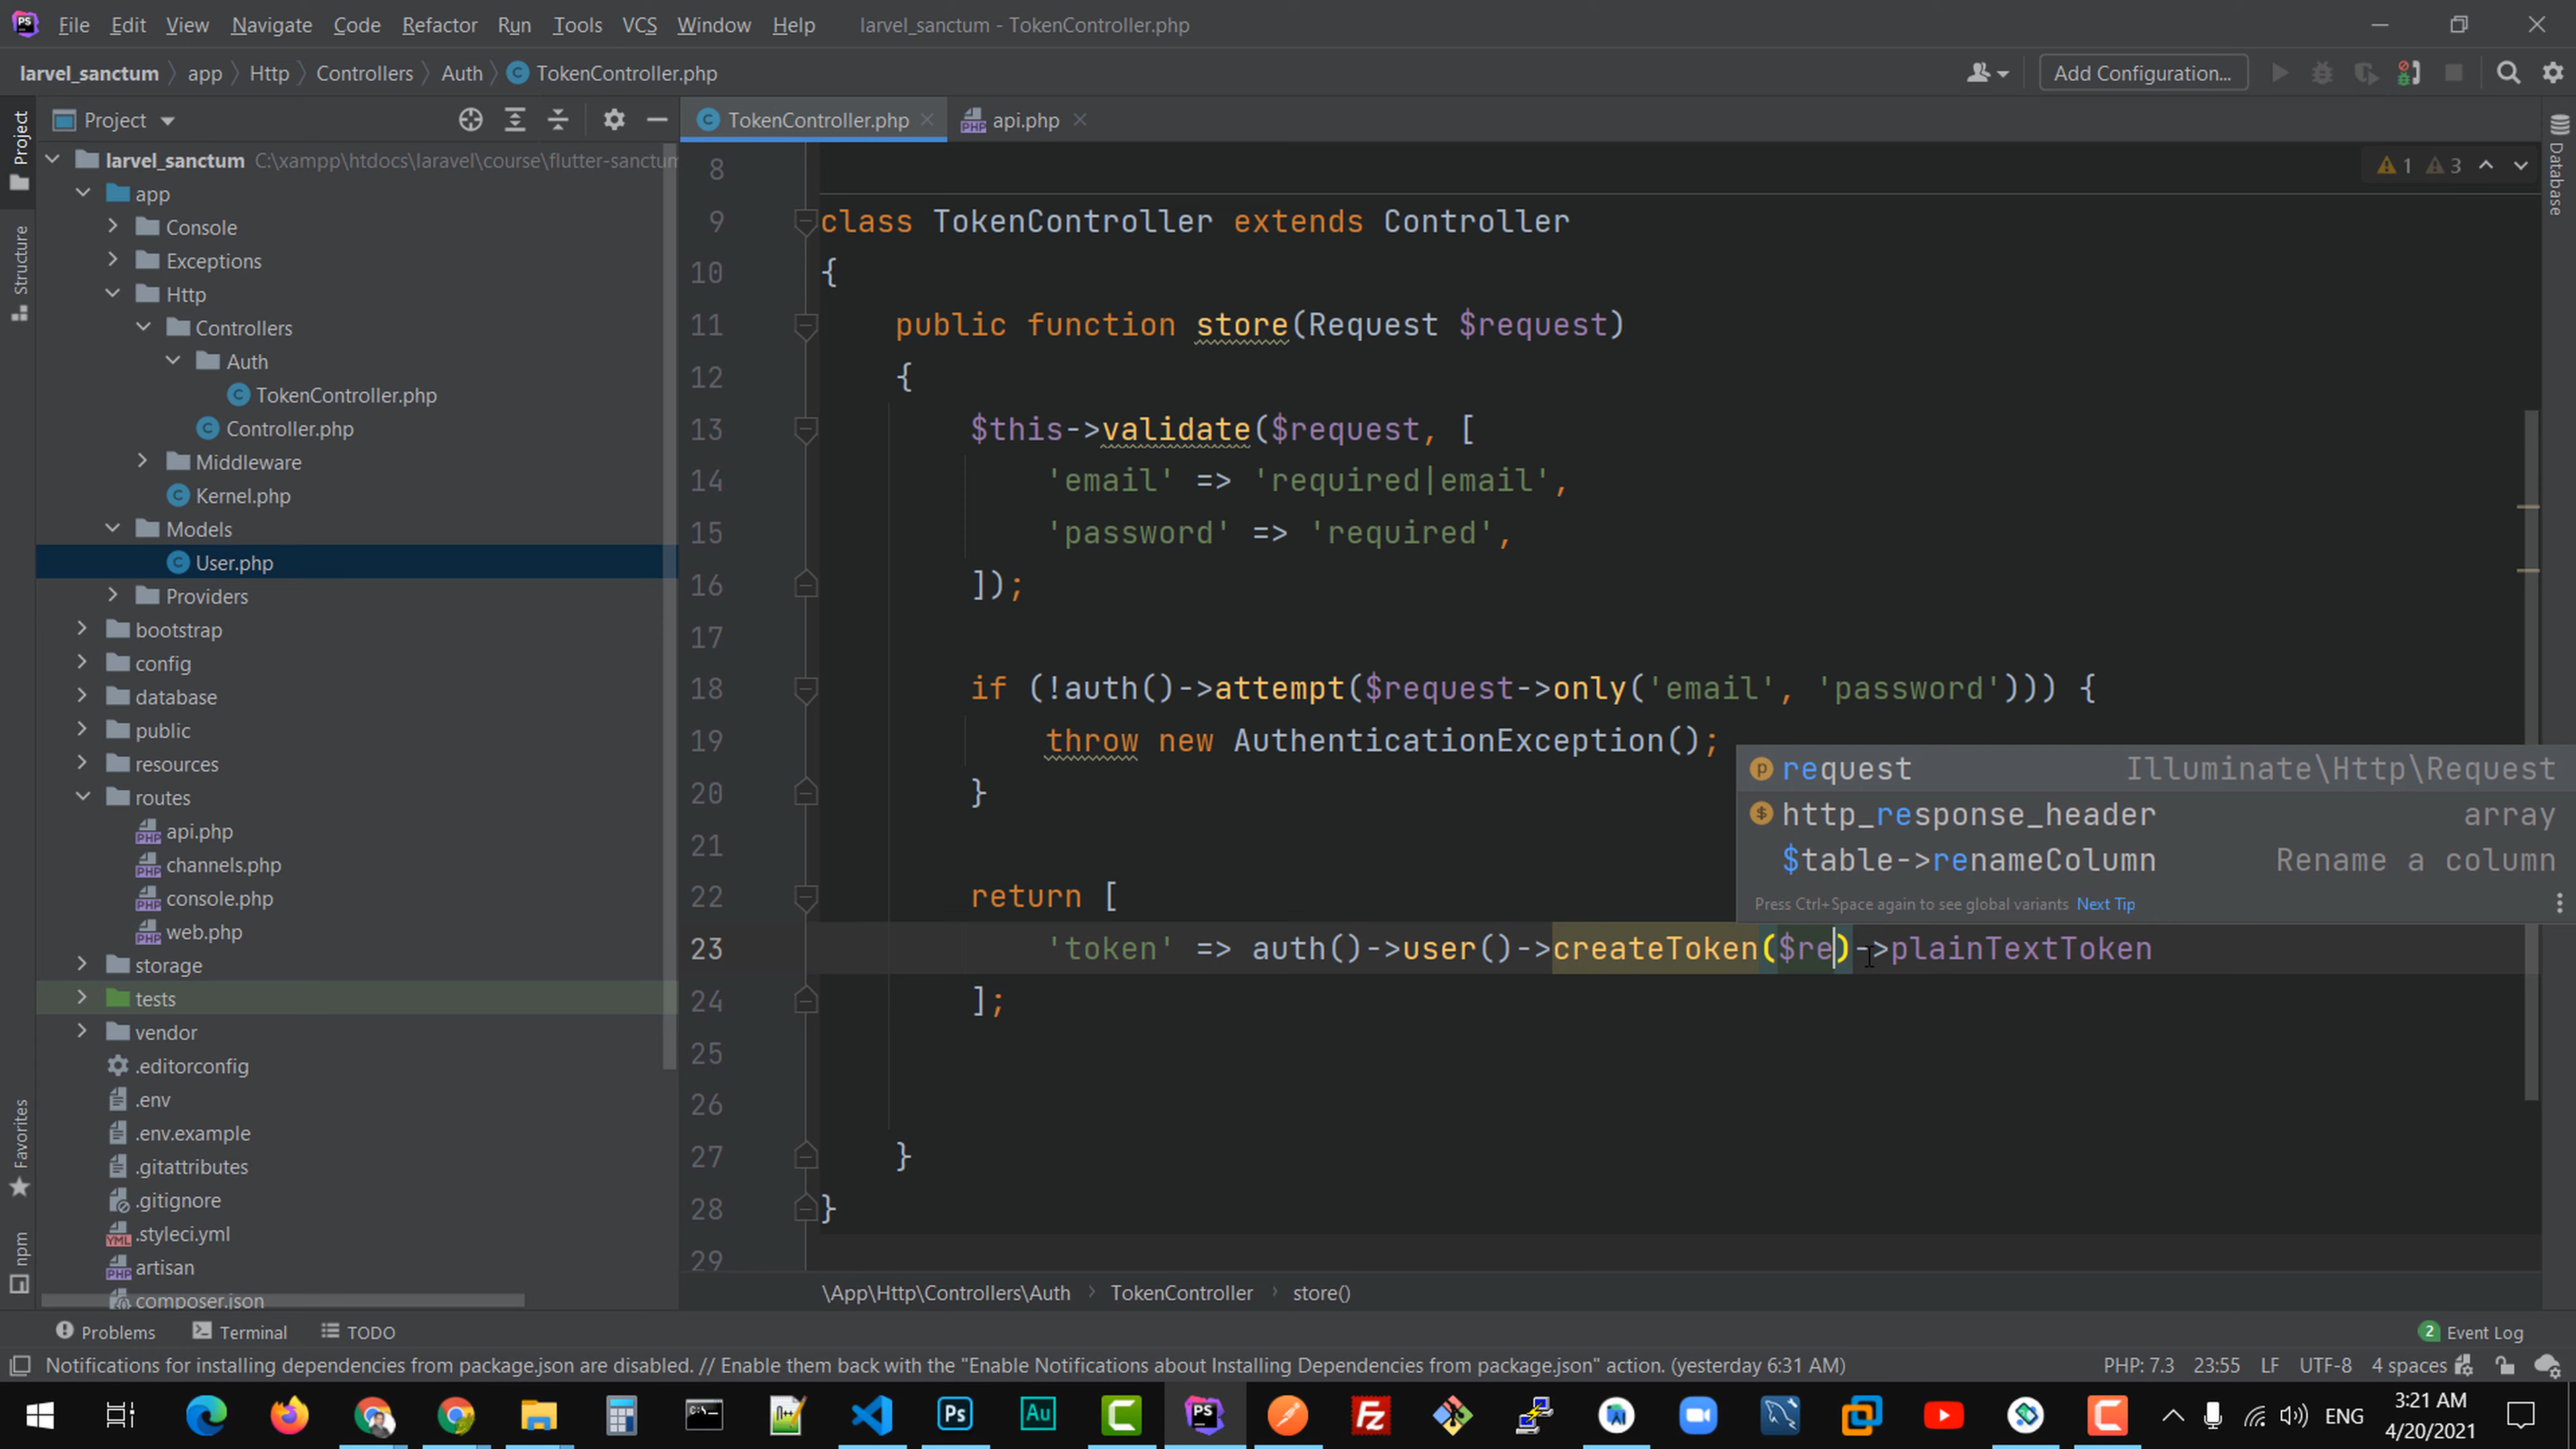 File Edit View Navigate Code Refactor Run Tools VCS Window Help larvel_sanctum - TokenController.php
larvel_sanctum app Http Controllers Auth TokenController.php Add Configuration...
Project
TokenController.php
api.php
Project
Structure
Favorites
npm
Database
larvel_sanctum C:\xampp\htdocs\laravel\course\flutter-sanctum
app
Console
Exceptions
Http
Controllers
Auth
TokenController.php
Controller.php
Middleware
Kernel.php
Models
User.php
Providers
bootstrap
config
database
public
resources
routes
api.php
channels.php
console.php
web.php
storage
tests
vendor
.editorconfig
.env
.env.example
.gitattributes
.gitignore
.styleci.yml
artisan
composer.json
1 3
8
9 class TokenController extends Controller
10 {
11 public function store(Request $request)
12 {
13 $this->validate($request, [
14 'email' => 'required|email',
15 'password' => 'required',
16 ]);
17
18 if (!auth()->attempt($request->only('email', 'password'))) {
19 throw new AuthenticationException();
20 }
21
22 return [
23 'token' => auth()->user()->createToken($re)->plainTextToken
24 ];
25
26
27 }
28 }
29
request Illuminate\Http\Request
http_response_header array
$table->renameColumn Rename a column
Press Ctrl+Space again to see global variants Next Tip
\App\Http\Controllers\Auth TokenController store()
Problems Terminal TODO 2 Event Log
Notifications for installing dependencies from package.json are disabled. // Enable them back with the "Enable Notifications about Installing Dependencies from package.json" action. (yesterday 6:31 AM) PHP: 7.3 23:55 LF UTF-8 4 spaces
Ps Au PS Fz ENG 3:21 AM
4/20/2021